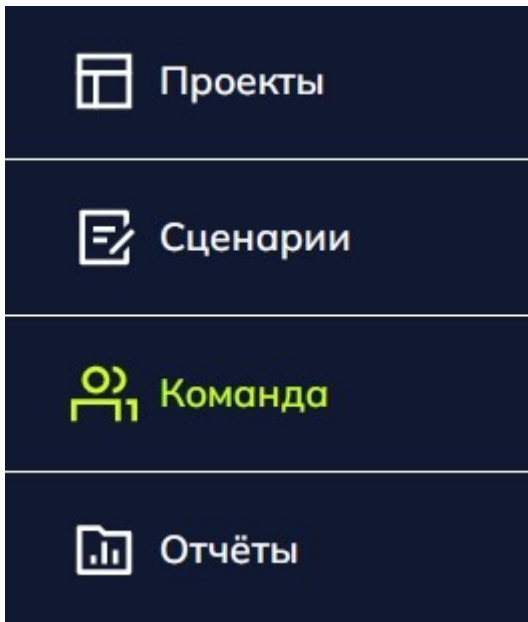 Проекты
Сценарии
Команда
Отчёты